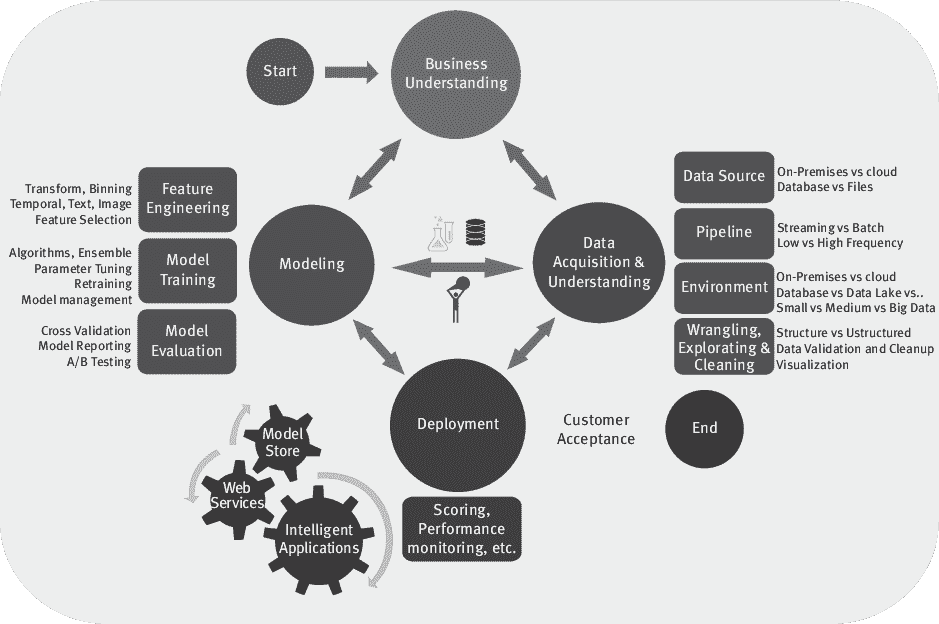 Start
Business
Understanding
Transform, Binning
Temporal, Text, Image
Feature Selection
Feature
Engineering
Algorithms, Ensemble
Parameter Tuning
Retraining
Model management
Model
Training
Cross Validation
Model Reporting
A/B Testing
Model
Evaluation
Modeling
Data
Acquisition &
Understanding
Data Source
On-Premises vs cloud
Database vs Files
Pipeline
Streaming vs Batch
Low vs High Frequency
Environment
On-Premises vs cloud
Database vs Data Lake vs..
Small vs Medium vs Big Data
Wrangling,
Explorating &
Cleaning
Structure vs Ustructured
Data Validation and Cleanup
Visualization
Deployment
Customer
Acceptance
End
Model
Store
Web
Services
Intelligent
Applications
Scoring,
Performance
monitoring, etc.